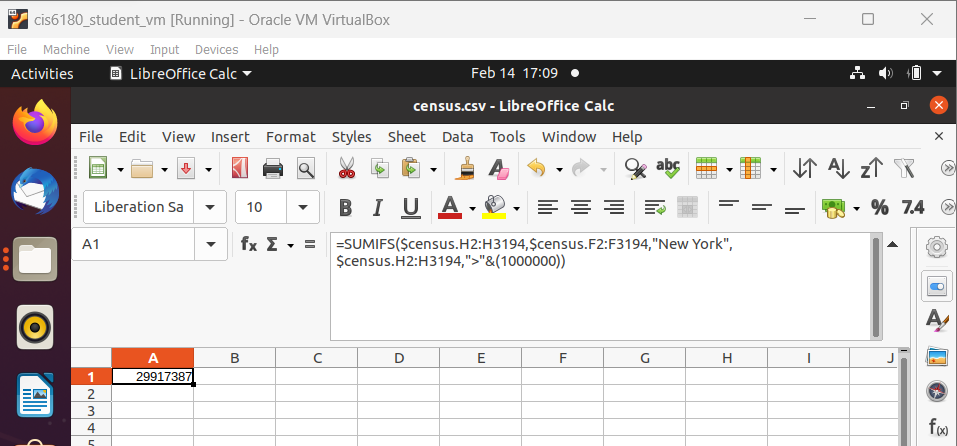 cis6180_student_vm [Running] - Oracle VM VirtualBox
File Machine View Input Devices Help
Activities LibreOffice Calc Feb 14 17:09
census.csv - LibreOffice Calc
File Edit View Insert Format Styles Sheet Data Tools Window Help
abc
Liberation Sa 10 B I U A % 7.4
A1 fx Σ = =SUMIFS($census.H2:H3194,$census.F2:F3194,"New York",
$census.H2:H3194,">"&(1000000))
A B C D E F G H I J
1 29917387
2
3
4
5
f(x)